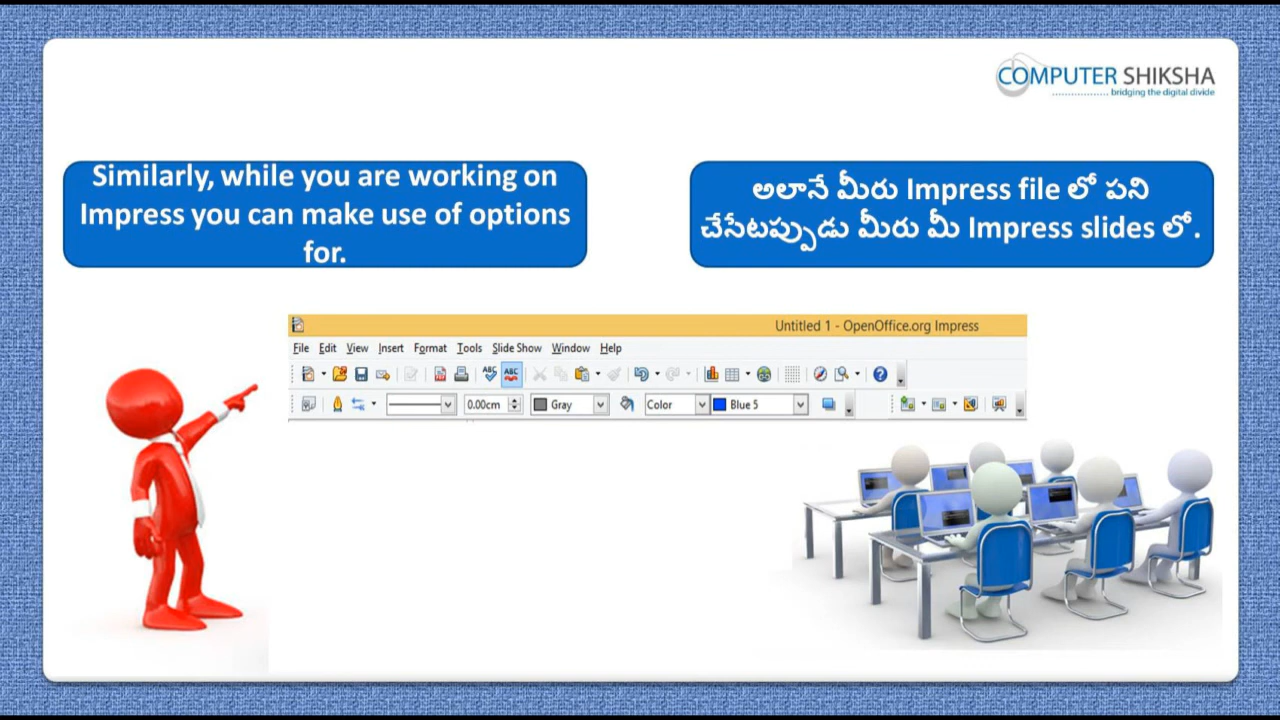 COMPUTER SHIKSHA
bridging the digital divide
Similarly, while you are working on
Impress you can make use of options
for.
అలానే మీరు Impress file లో పని
చేసేటప్పుడు మీరు మీ Impress slides లో.
Untitled 1 - OpenOffice.org Impress
File Edit View Insert Format Tools Slide Show Window Help
ABC ABC
0.00cm Gray Color Blue 5